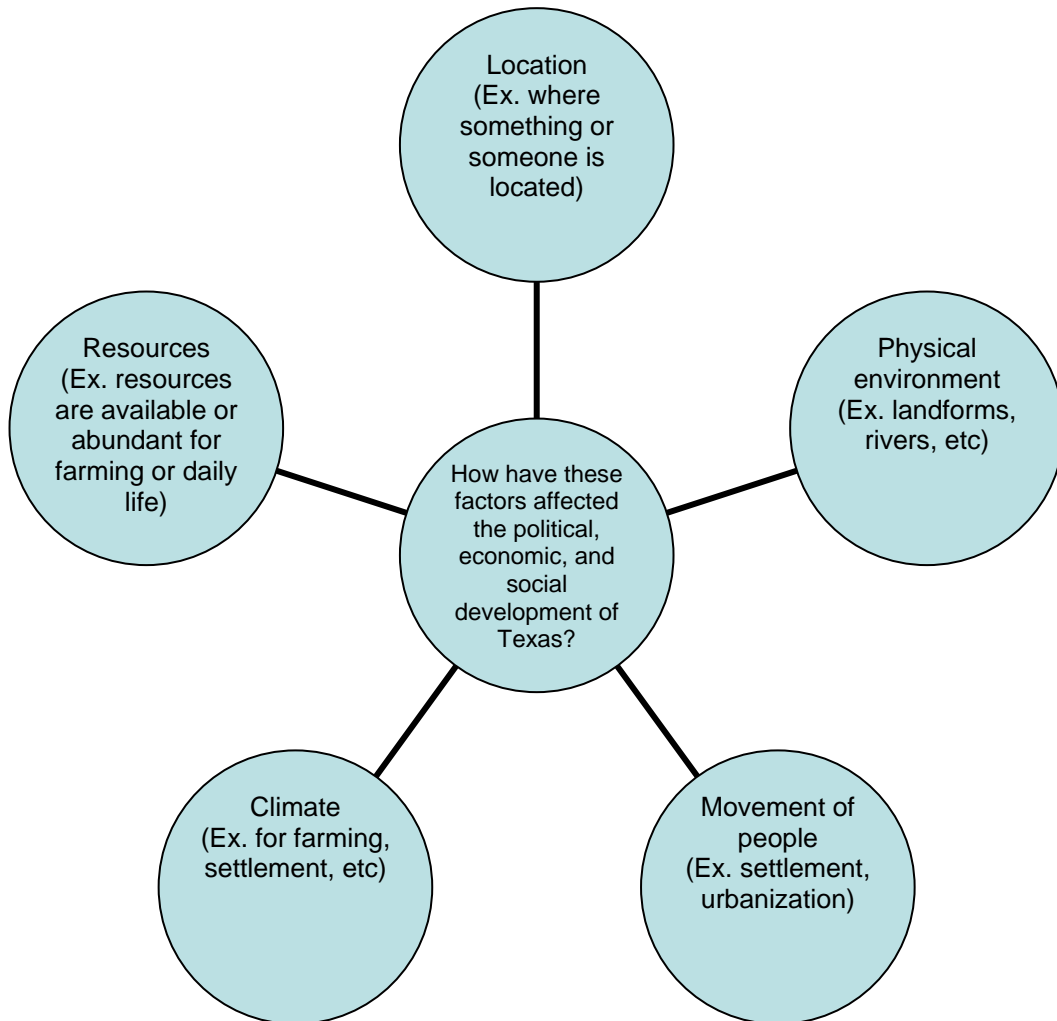 Location
(Ex. where
something or
someone is
located)
Resources
(Ex. resources
are available or
abundant for
farming or daily
life)
Physical
environment
(Ex. landforms,
rivers, etc)
How have these
factors affected
the political,
economic, and
social
development of
Texas?
Climate
(Ex. for farming,
settlement, etc)
Movement of
people
(Ex. settlement,
urbanization)